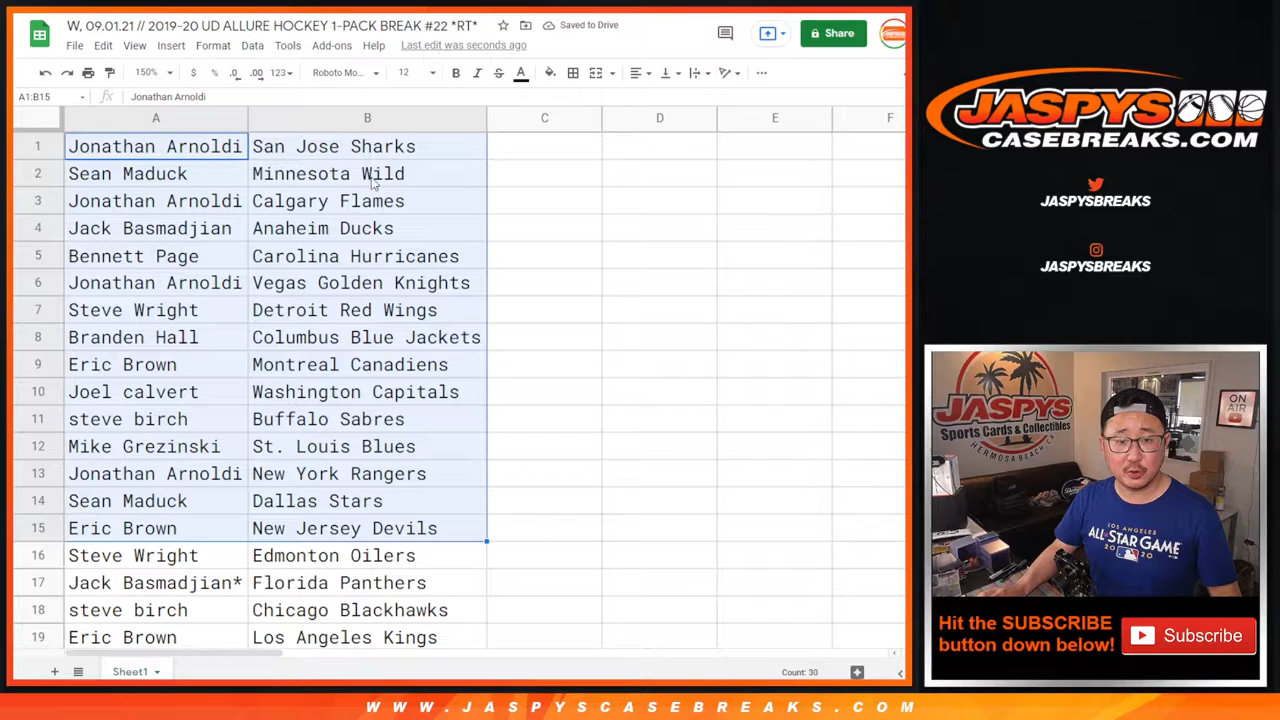 W, 09.01.21 // 2019-20 UD ALLURE HOCKEY 1-PACK BREAK #22 *RT*
Saved to Drive
File Edit View Insert Format Data Tools Add-ons Help Last edit was seconds ago
Share
150% $ % .0 .00 123 Roboto Mo... 12 B I S A
A1:B15 fx Jonathan Arnoldi
A B C D E F
1 Jonathan Arnoldi San Jose Sharks
2 Sean Maduck Minnesota Wild
3 Jonathan Arnoldi Calgary Flames
4 Jack Basmadjian Anaheim Ducks
5 Bennett Page Carolina Hurricanes
6 Jonathan Arnoldi Vegas Golden Knights
7 Steve Wright Detroit Red Wings
8 Branden Hall Columbus Blue Jackets
9 Eric Brown Montreal Canadiens
10 Joel calvert Washington Capitals
11 steve birch Buffalo Sabres
12 Mike Grezinski St. Louis Blues
13 Jonathan Arnoldi New York Rangers
14 Sean Maduck Dallas Stars
15 Eric Brown New Jersey Devils
16 Steve Wright Edmonton Oilers
17 Jack Basmadjian* Florida Panthers
18 steve birch Chicago Blackhawks
19 Eric Brown Los Angeles Kings
Sheet1
Count: 30
JASPYS
CASEBREAKS.COM
JASPYSBREAKS
JASPYSBREAKS
JASPYS
Sports Cards & Collectibles
HERMOSA BEACH, CA
ON
AIR
LOS ANGELES
ALL-STAR GAME
2020
Hit the SUBSCRIBE
button down below!
Subscribe
WWW.JASPYSCASEBREAKS.COM